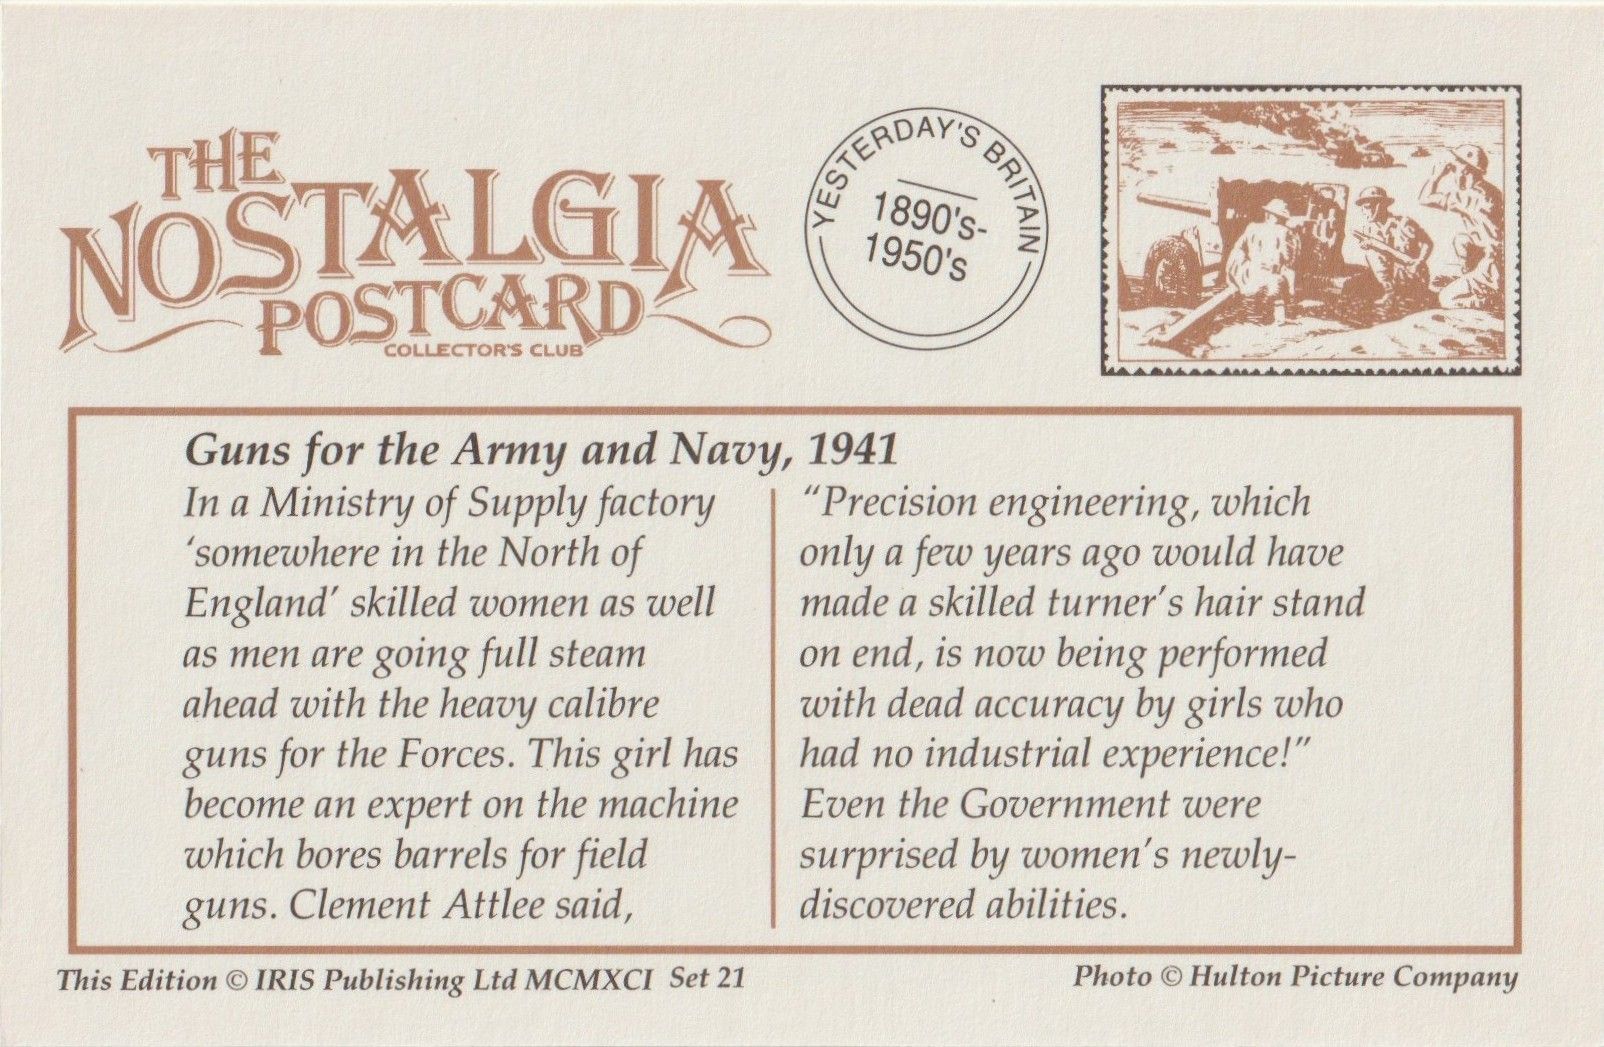 THE
NOSTALGIA
POSTCARD
COLLECTOR'S CLUB
YESTERDAY'S BRITAIN
1890's-
1950's
Guns for the Army and Navy, 1941
In a Ministry of Supply factory
‘somewhere in the North of
England’ skilled women as well
as men are going full steam
ahead with the heavy calibre
guns for the Forces. This girl has
become an expert on the machine
which bores barrels for field
guns. Clement Attlee said,
“Precision engineering, which
only a few years ago would have
made a skilled turner’s hair stand
on end, is now being performed
with dead accuracy by girls who
had no industrial experience!”
Even the Government were
surprised by women’s newly-
discovered abilities.
This Edition © IRIS Publishing Ltd MCMXCI Set 21
Photo © Hulton Picture Company